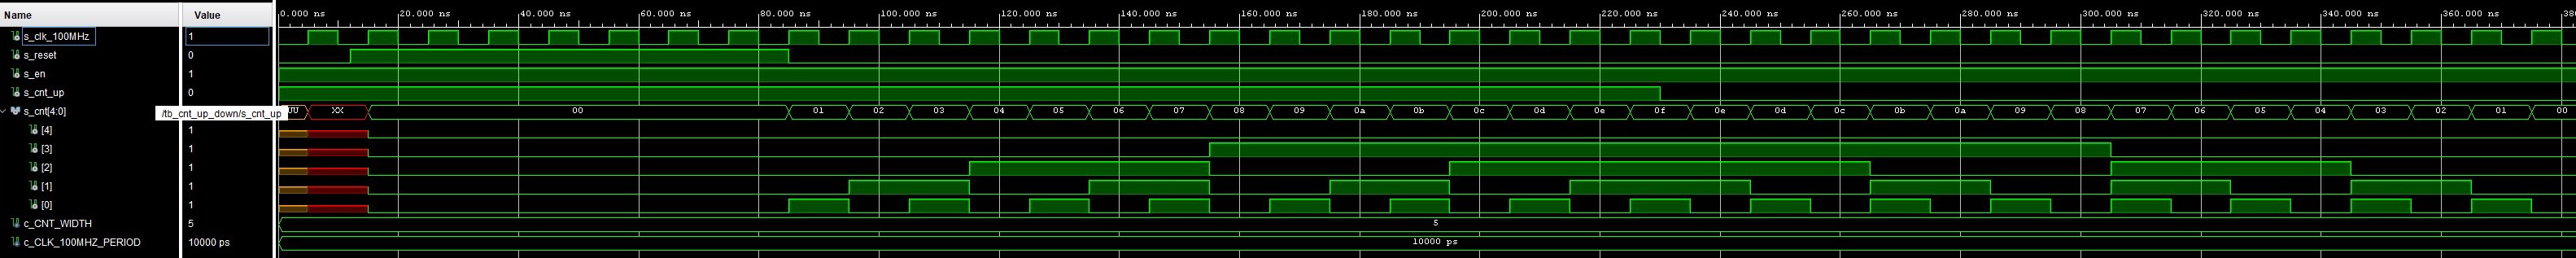 Name Value 0.000 ns 20.000 ns 40.000 ns 60.000 ns 80.000 ns 100.000 ns 120.000 ns 140.000 ns 160.000 ns 180.000 ns 200.000 ns 220.000 ns 240.000 ns 260.000 ns 280.000 ns 300.000 ns 320.000 ns 340.000 ns 360.000 ns 380
s_clk_100MHz 1
s_reset 0
s_en 1
s_cnt_up 0
s_cnt[4:0] /tb_cnt_up_down/s_cnt_up UU XX 00 01 02 03 04 05 06 07 08 09 0a 0b 0c 0d 0e 0f 0e 0d 0c 0b 0a 09 08 07 06 05 04 03 02 01 00
[4] 1
[3] 1
[2] 1
[1] 1
[0] 1
c_CNT_WIDTH 5 5
c_CLK_100MHZ_PERIOD 10000 ps 10000 ps